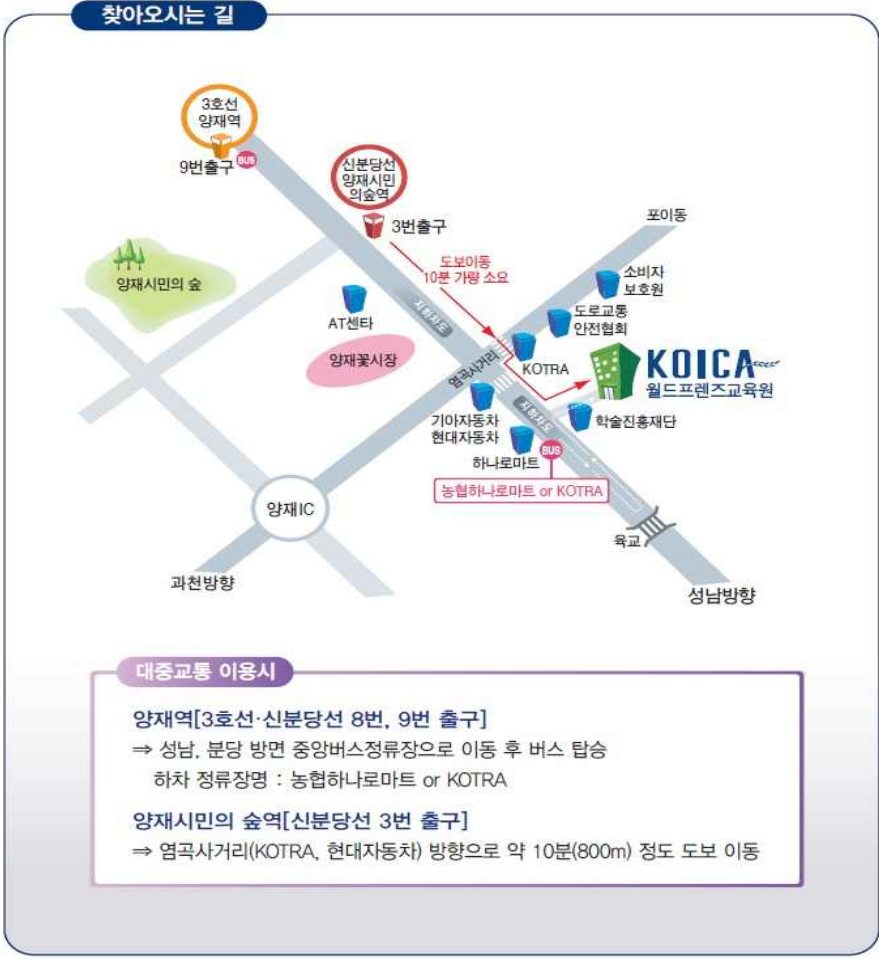 찾아오시는 길
3호선
양재역
9번출구
BUS
신분당선
양재시민
의숲역
3번출구
포이동
도보이동
10분 가량 소요
소비자
보호원
양재시민의 숲
AT센타
지하차도
도로교통
안전협회
양재꽃시장
염곡사거리
KOTRA
KOICA
월드프렌즈교육원
기아자동차
현대자동차
지하차도
학술진흥재단
하나로마트
BUS
농협하나로마트 or KOTRA
양재IC
육교
과천방향
성남방향
대중교통 이용시
양재역[3호선·신분당선 8번, 9번 출구]
⇒ 성남, 분당 방면 중앙버스정류장으로 이동 후 버스 탑승
하차 정류장명 : 농협하나로마트 or KOTRA
양재시민의 숲역[신분당선 3번 출구]
⇒ 염곡사거리(KOTRA, 현대자동차) 방향으로 약 10분(800m) 정도 도보 이동